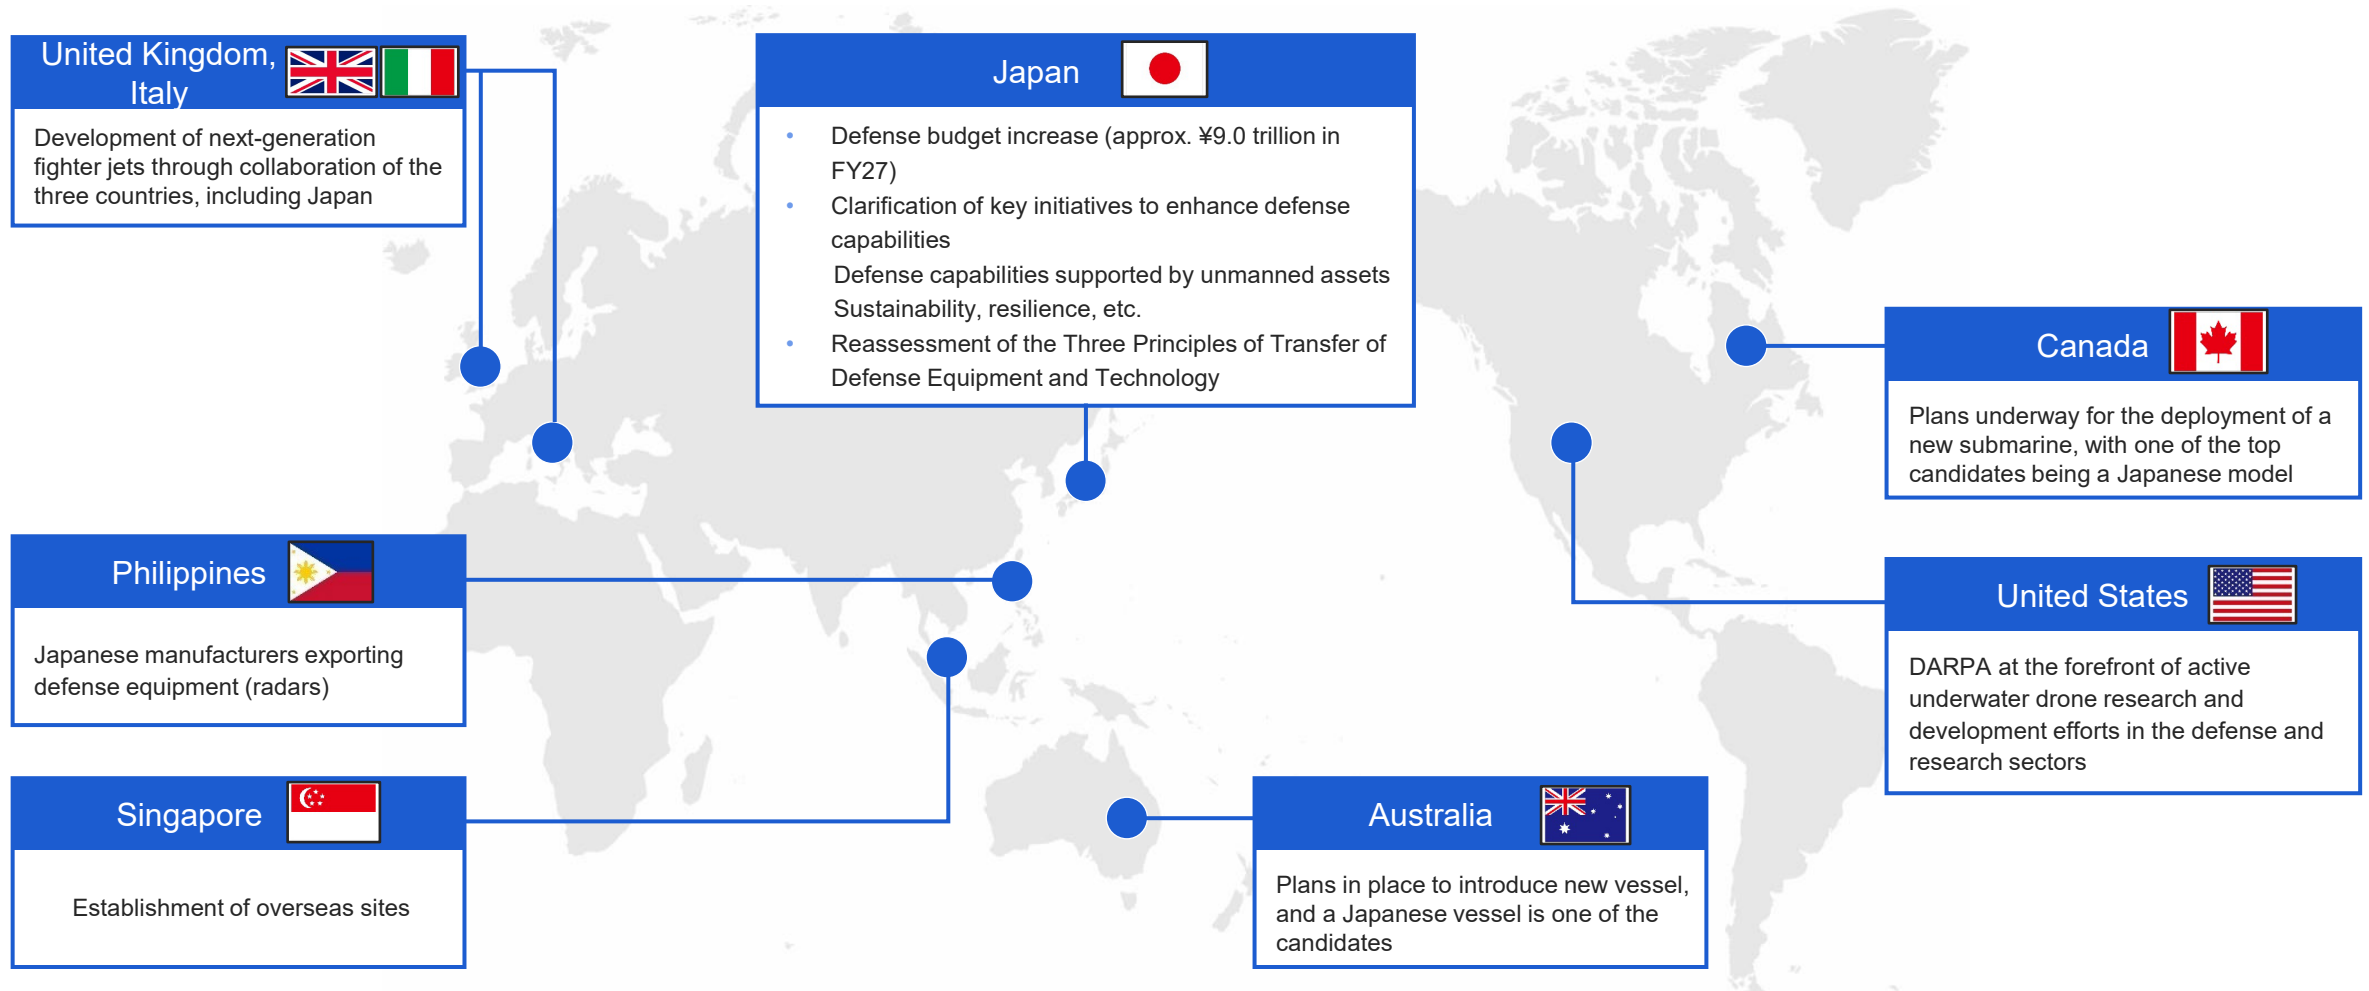 United Kingdom,
Italy
Development of next-generation
fighter jets through collaboration of the
three countries, including Japan
Japan
• Defense budget increase (approx. ¥9.0 trillion in
FY27)
• Clarification of key initiatives to enhance defense
capabilities
Defense capabilities supported by unmanned assets
Sustainability, resilience, etc.
• Reassessment of the Three Principles of Transfer of
Defense Equipment and Technology
Canada
Plans underway for the deployment of a
new submarine, with one of the top
candidates being a Japanese model
Philippines
Japanese manufacturers exporting
defense equipment (radars)
United States
DARPA at the forefront of active
underwater drone research and
development efforts in the defense and
research sectors
Singapore
Establishment of overseas sites
Australia
Plans in place to introduce new vessel,
and a Japanese vessel is one of the
candidates